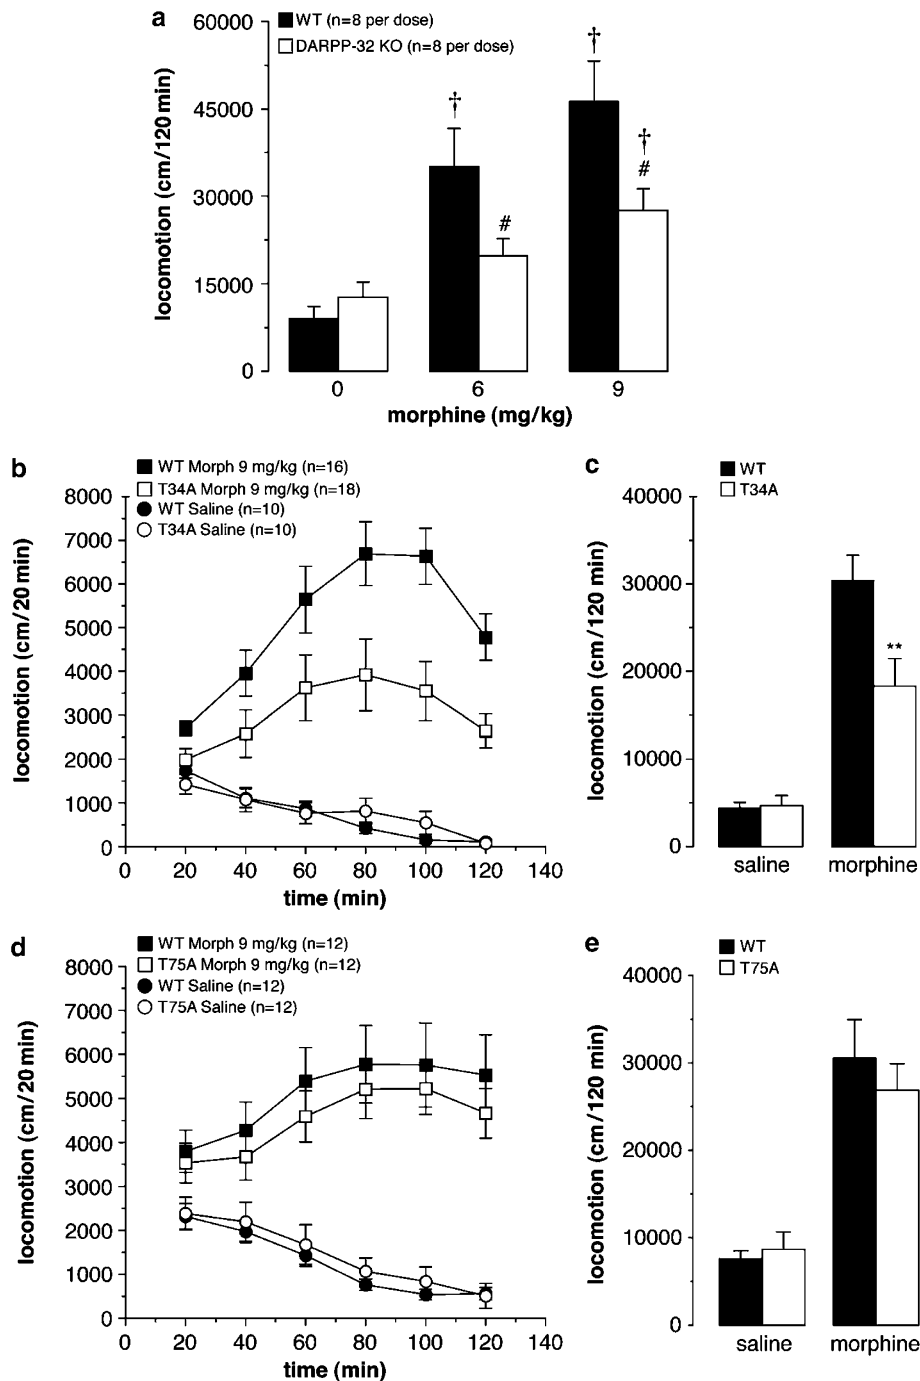 a
WT (n=8 per dose)
DARPP-32 KO (n=8 per dose)
locomotion (cm/120 min)
60000
45000
30000
15000
0
†
#
†
†
#
0 6 9
morphine (mg/kg)
b
WT Morph 9 mg/kg (n=16)
T34A Morph 9 mg/kg (n=18)
WT Saline (n=10)
T34A Saline (n=10)
locomotion (cm/20 min)
8000
7000
6000
5000
4000
3000
2000
1000
0
0 20 40 60 80 100 120 140
time (min)
c
WT
T34A
locomotion (cm/120 min)
40000
30000
20000
10000
0
**
saline morphine
d
WT Morph 9 mg/kg (n=12)
T75A Morph 9 mg/kg (n=12)
WT Saline (n=12)
T75A Saline (n=12)
locomotion (cm/20 min)
8000
7000
6000
5000
4000
3000
2000
1000
0
0 20 40 60 80 100 120 140
time (min)
e
WT
T75A
locomotion (cm/120 min)
40000
30000
20000
10000
0
saline morphine